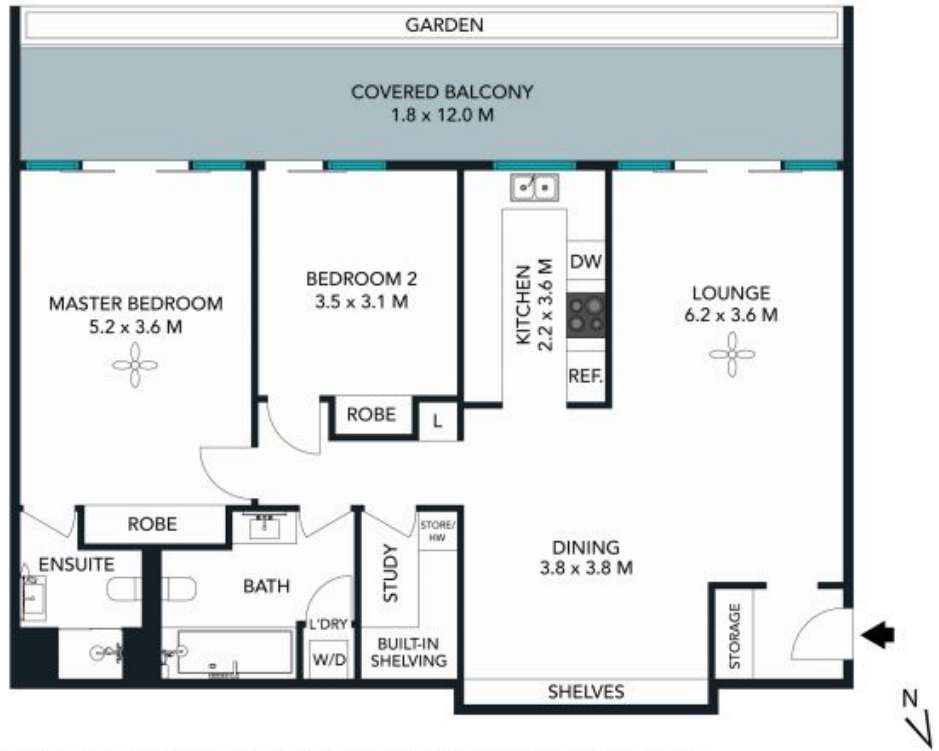 GARDEN
COVERED BALCONY
1.8 x 12.0 M
MASTER BEDROOM
5.2 x 3.6 M
BEDROOM 2
3.5 x 3.1 M
KITCHEN
2.2 x 3.6 M
DW
REF.
LOUNGE
6.2 x 3.6 M
ROBE
L
ROBE
ENSUITE
BATH
L'DRY
W/D
STUDY
STORE/
HW
BUILT-IN
SHELVING
DINING
3.8 x 3.8 M
STORAGE
SHELVES
N